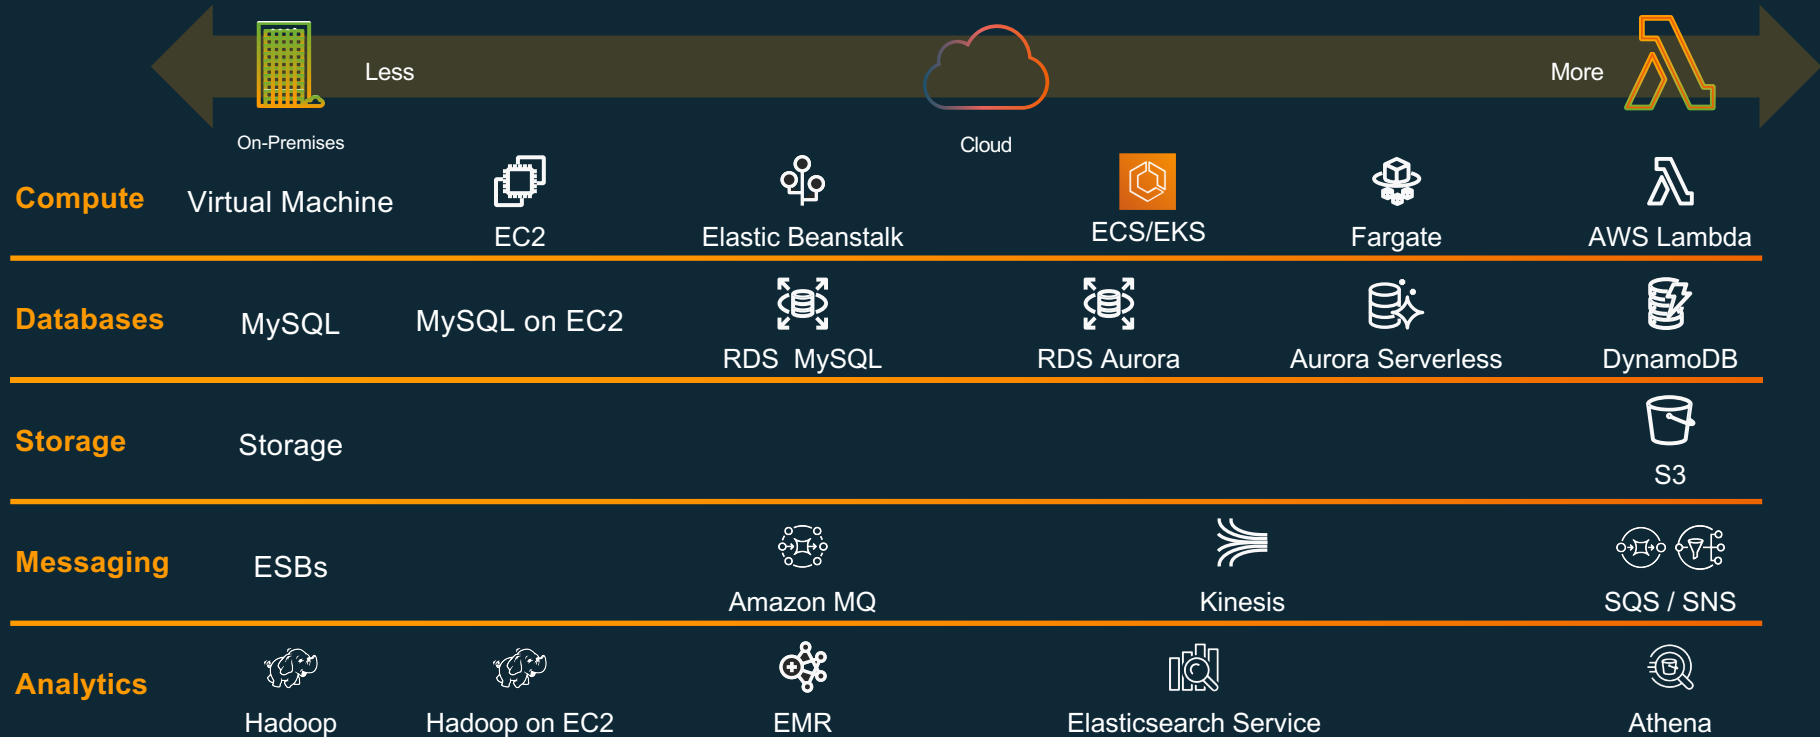 Less
More
On-Premises
Cloud
Compute
Virtual Machine
EC2
Elastic Beanstalk
ECS/EKS
Fargate
AWS Lambda
Databases
MySQL
MySQL on EC2
RDS MySQL
RDS Aurora
Aurora Serverless
DynamoDB
Storage
Storage
S3
Messaging
ESBs
Amazon MQ
Kinesis
SQS / SNS
Analytics
Hadoop
Hadoop on EC2
EMR
Elasticsearch Service
Athena